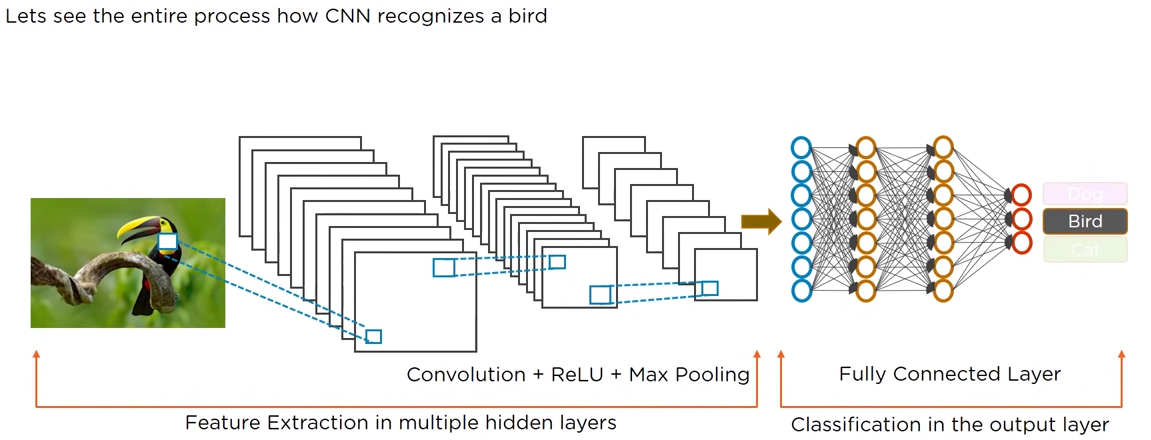 Lets see the entire process how CNN recognizes a bird
Dog
Bird
Cat
Convolution + ReLU + Max Pooling
Fully Connected Layer
Feature Extraction in multiple hidden layers
Classification in the output layer